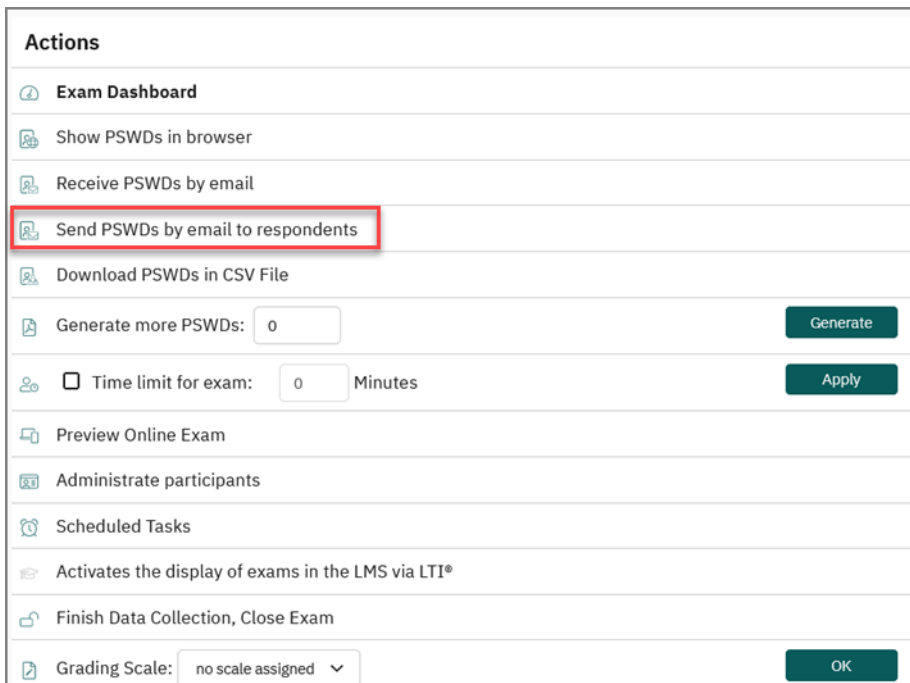 Actions
Exam Dashboard
Show PSWDs in browser
Receive PSWDs by email
Send PSWDs by email to respondents
Download PSWDs in CSV File
Generate more PSWDs: 0 Generate
Time limit for exam: 0 Minutes Apply
Preview Online Exam
Administrate participants
Scheduled Tasks
Activates the display of exams in the LMS via LTI®
Finish Data Collection, Close Exam
Grading Scale: no scale assigned OK